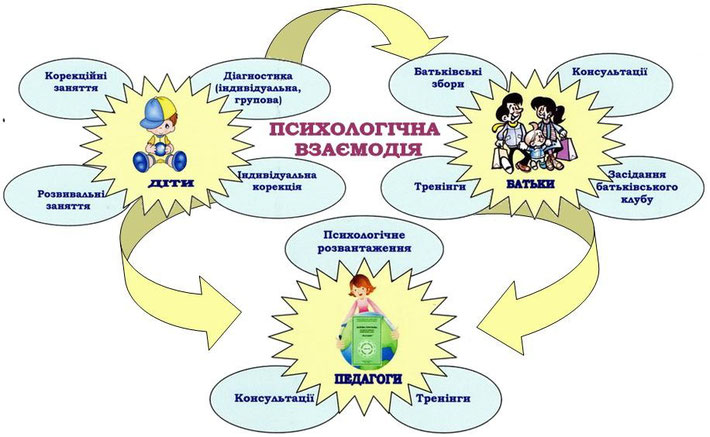 Корекційні
заняття
Діагностика
(індивідуальна,
групова)
Батьківські
збори
Консультації
ПСИХОЛОГІЧНА
ВЗАЄМОДІЯ
ДІТИ
БАТЬКИ
Розвивальні
заняття
Індивідуальна
корекція
Тренінги
Засідання
батьківського
клубу
Психологічне
розвантаження
ПЕДАГОГИ
Консультації
Тренінги